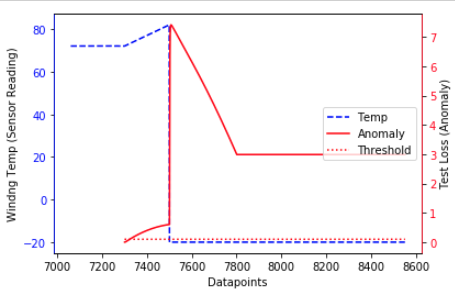 80
60
40
20
0
−20
Winding Temp (Sensor Reading)
7000 7200 7400 7600 7800 8000 8200 8400 8600
Datapoints
7
6
5
4
3
2
1
0
Test Loss (Anomaly)
Temp
Anomaly
Threshold